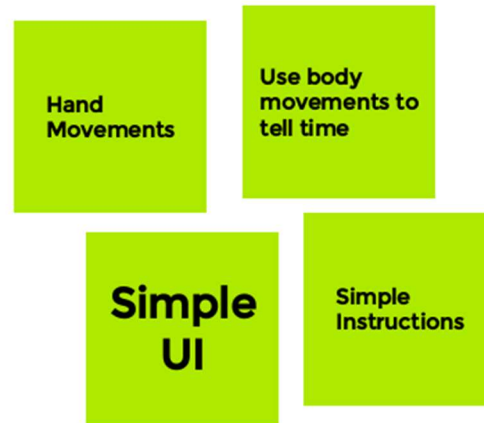 Hand
Movements
Use body
movements to
tell time
Simple
UI
Simple
Instructions